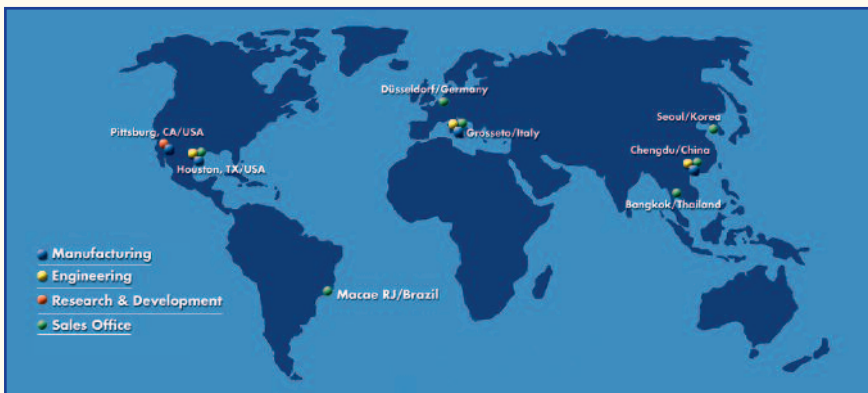 Düsseldorf/Germany
Seoul/Korea
Pittsburg, CA/USA
Grosseto/Italy
Chengdu/China
Houston, TX/USA
Bangkok/Thailand
Manufacturing
Engineering
Research & Development
Macae RJ/Brazil
Sales Office